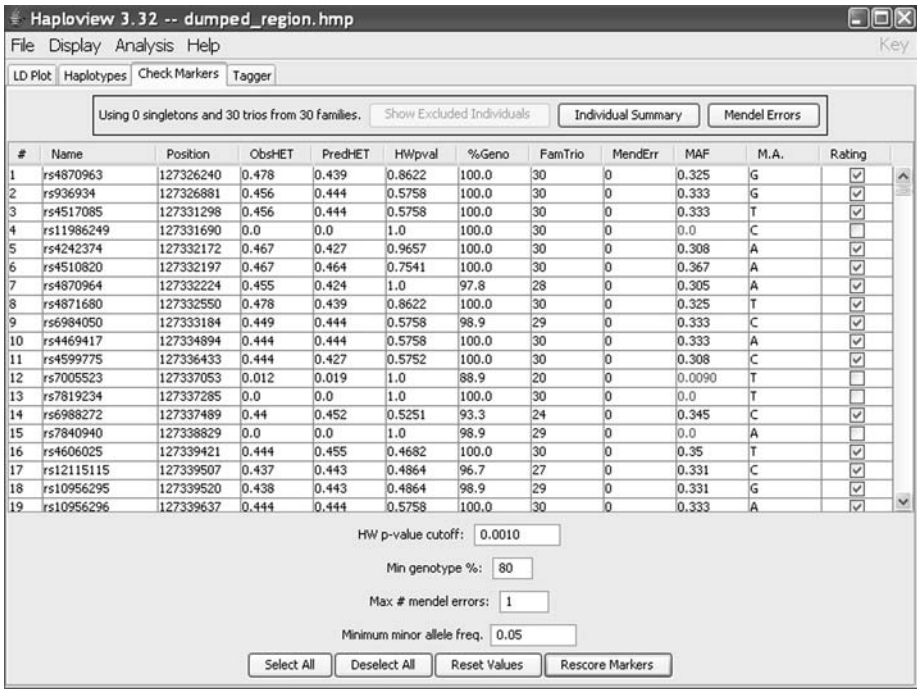 Haploview 3.32 -- dumped_region.hmp
File Display Analysis Help Key
LD Plot Haplotypes Check Markers Tagger
Using 0 singletons and 30 trios from 30 families. Show Excluded Individuals Individual Summary Mendel Errors
# Name Position ObsHET PredHET HWpval %Geno FamTrio MendErr MAF M.A. Rating
1 rs4870963 127326240 0.478 0.439 0.8622 100.0 30 0 0.325 G
2 rs936934 127326881 0.456 0.444 0.5758 100.0 30 0 0.333 G
3 rs4517085 127331298 0.456 0.444 0.5758 100.0 30 0 0.333 T
4 rs11986249 127331690 0.0 0.0 1.0 100.0 30 0 0.0 C
5 rs4242374 127332172 0.467 0.427 0.9657 100.0 30 0 0.308 A
6 rs4510820 127332197 0.467 0.464 0.7541 100.0 30 0 0.367 A
7 rs4870964 127332224 0.455 0.424 1.0 97.8 28 0 0.305 A
8 rs4871680 127332550 0.478 0.439 0.8622 100.0 30 0 0.325 T
9 rs6984050 127333184 0.449 0.444 0.5758 98.9 29 0 0.333 C
10 rs4469417 127334894 0.444 0.444 0.5758 100.0 30 0 0.333 A
11 rs4599775 127336433 0.444 0.427 0.5752 100.0 30 0 0.308 C
12 rs7005523 127337053 0.012 0.019 1.0 88.9 20 0 0.0090 T
13 rs7819234 127337285 0.0 0.0 1.0 100.0 30 0 0.0 T
14 rs6988272 127337489 0.44 0.452 0.5251 93.3 24 0 0.345 C
15 rs7840940 127338829 0.0 0.0 1.0 98.9 29 0 0.0 A
16 rs4606025 127339421 0.444 0.455 0.4682 100.0 30 0 0.35 T
17 rs12115115 127339507 0.437 0.443 0.4864 96.7 27 0 0.331 C
18 rs10956295 127339520 0.438 0.443 0.4864 98.9 29 0 0.331 G
19 rs10956296 127339637 0.444 0.444 0.5758 100.0 30 0 0.333 A
HW p-value cutoff: 0.0010
Min genotype %: 80
Max # mendel errors: 1
Minimum minor allele freq. 0.05
Select All Deselect All Reset Values Rescore Markers